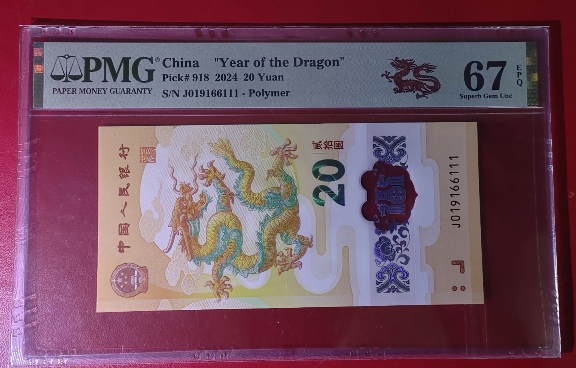 PMG China "Year of the Dragon"
Pick# 918 2024 20 Yuan
PAPER MONEY GUARANTY
S/N J019166111 - Polymer
67 EPQ
Superb Gem Unc
中国人民银行
20
贰拾圆
J019166111